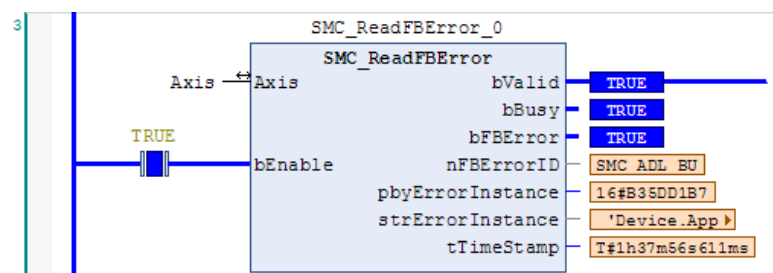 3
SMC_ReadFBError_0
SMC_ReadFBError
Axis Axis bValid TRUE
bBusy TRUE
TRUE bFBError TRUE
bEnable nFBErrorID SMC_ADL_BU
pbyErrorInstance 16#B35DD1B7
strErrorInstance 'Device.App
tTimeStamp T#1h37m56s611ms